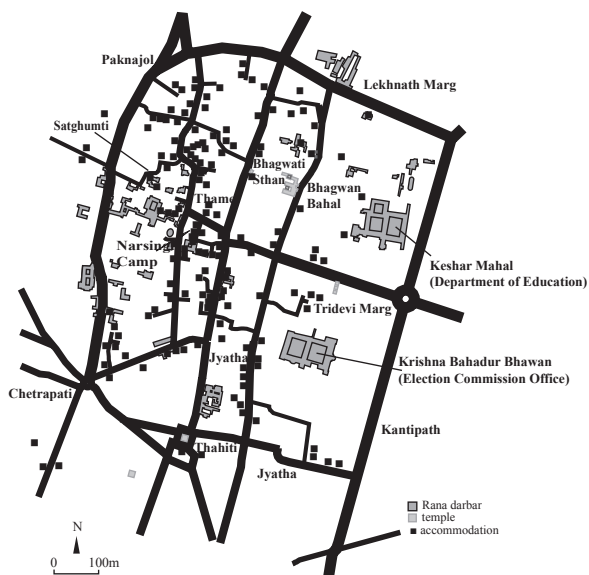 Paknajol
Lekhnath Marg
Satghumti
Bhagwati
Sthan
Bhagwan
Bahal
Thamel
Narsing
Camp
Keshar Mahal
(Department of Education)
Tridevi Marg
Jyatha
Krishna Bahadur Bhawan
(Election Commission Office)
Chetrapati
Kantipath
Thahiti
Jyatha
Rana darbar
temple
accommodation
N
0 100m